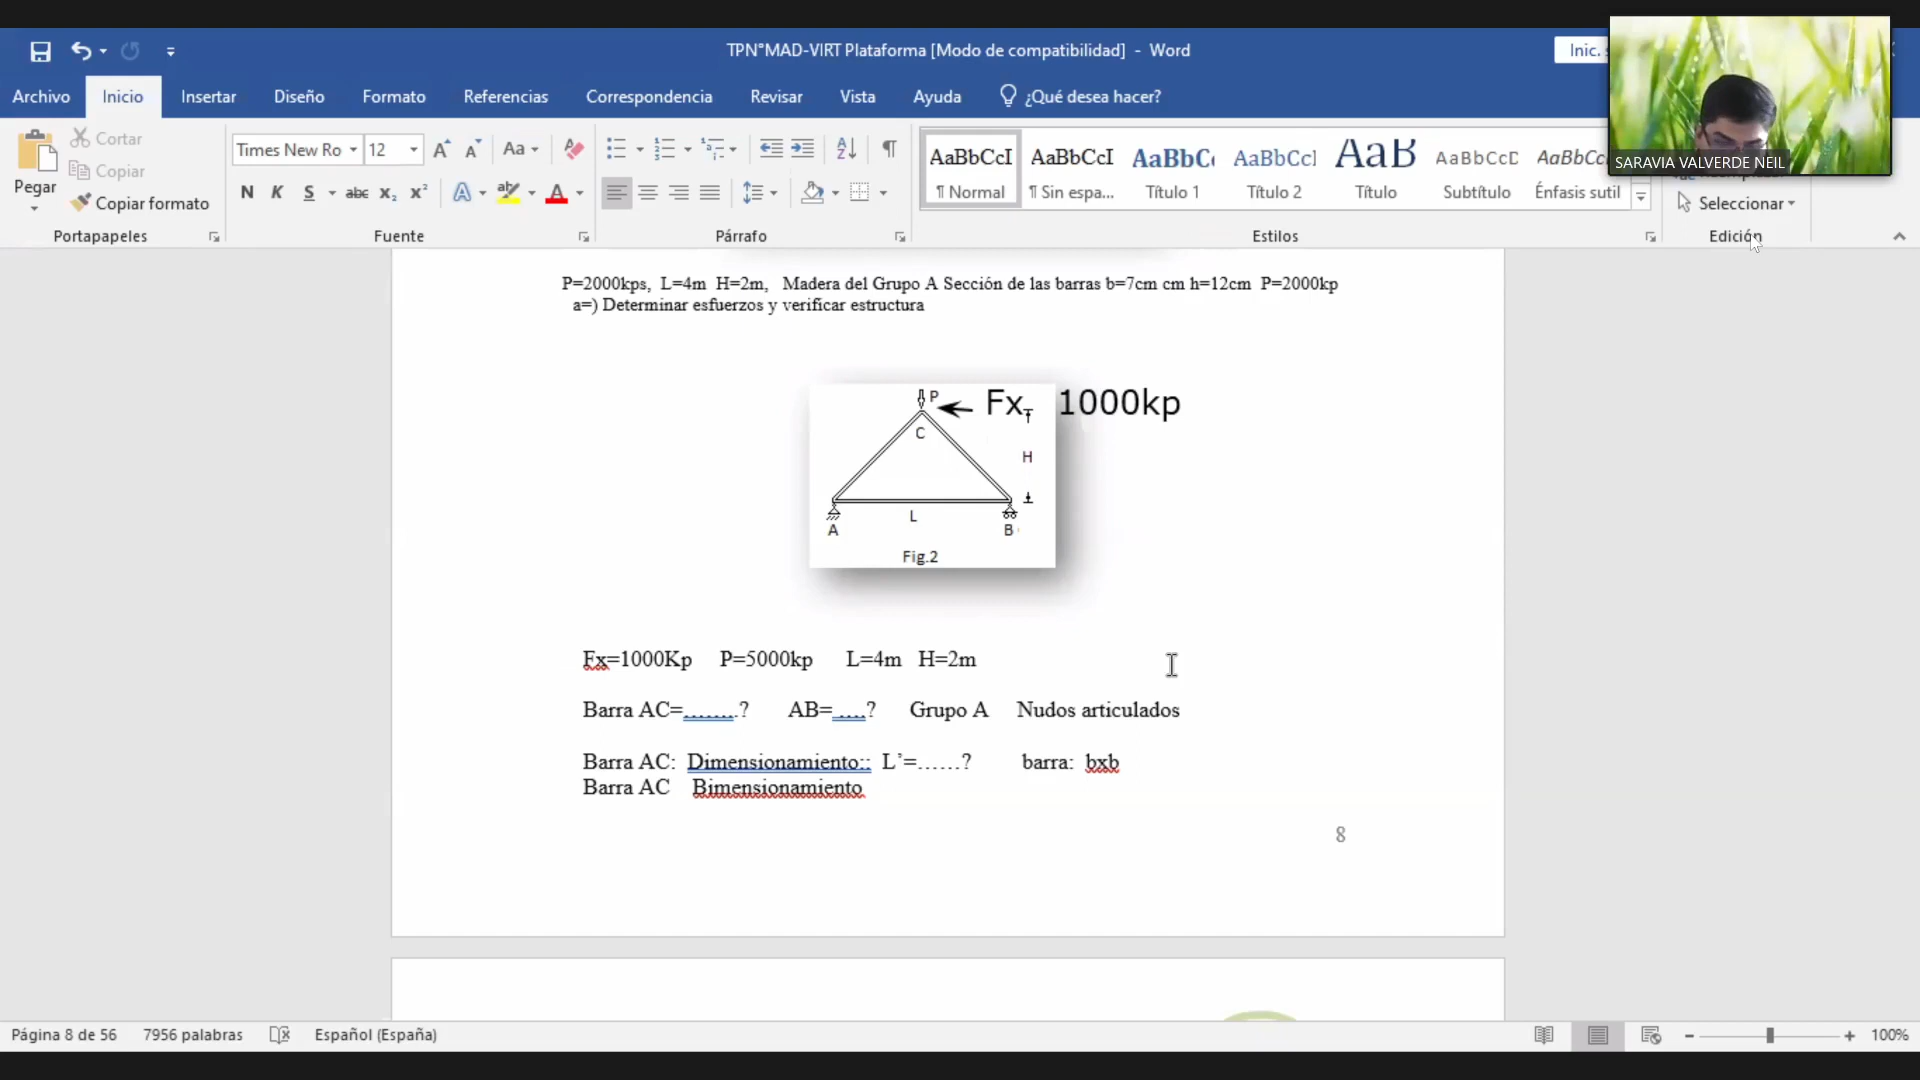 TPN°MAD-VIRT Plataforma [Modo de compatibilidad] - Word
Inic.
Archivo Inicio Insertar Diseño Formato Referencias Correspondencia Revisar Vista Ayuda ¿Qué desea hacer?
SARAVIA VALVERDE NEIL
Pegar
Cortar
Copiar
Copiar formato
Portapapeles
Times New Ro 12
Aa
N K S abc x₂ x²
Fuente
Párrafo
AaBbCcI AaBbCcI AaBbC AaBbCcl AaB AaBbCcD AaBbCc
¶ Normal ¶ Sin espa... Título 1 Título 2 Título Subtítulo Énfasis sutil
Estilos
Seleccionar
Edición
P=2000kps, L=4m H=2m, Madera del Grupo A Sección de las barras b=7cm cm h=12cm P=2000kp
a=) Determinar esfuerzos y verificar estructura
P
Fx 1000kp
C
H
L
A
B
Fig.2
Fx=1000Kp P=5000kp L=4m H=2m
Barra AC=…….? AB=….? Grupo A Nudos articulados
Barra AC: Dimensionamiento:: L’=……? barra: bxb
Barra AC Bimensionamiento
8
Página 8 de 56 7956 palabras Español (España) 100%